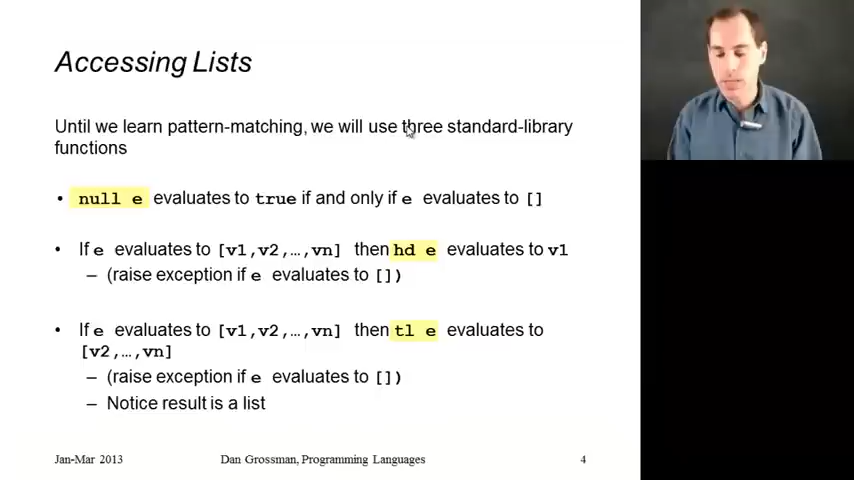 Accessing Lists
Until we learn pattern-matching, we will use three standard-library
functions
• null e evaluates to true if and only if e evaluates to []
• If e evaluates to [v1,v2,…,vn] then hd e evaluates to v1
– (raise exception if e evaluates to [])
• If e evaluates to [v1,v2,…,vn] then tl e evaluates to
[v2,…,vn]
– (raise exception if e evaluates to [])
– Notice result is a list
Jan-Mar 2013 Dan Grossman, Programming Languages 4